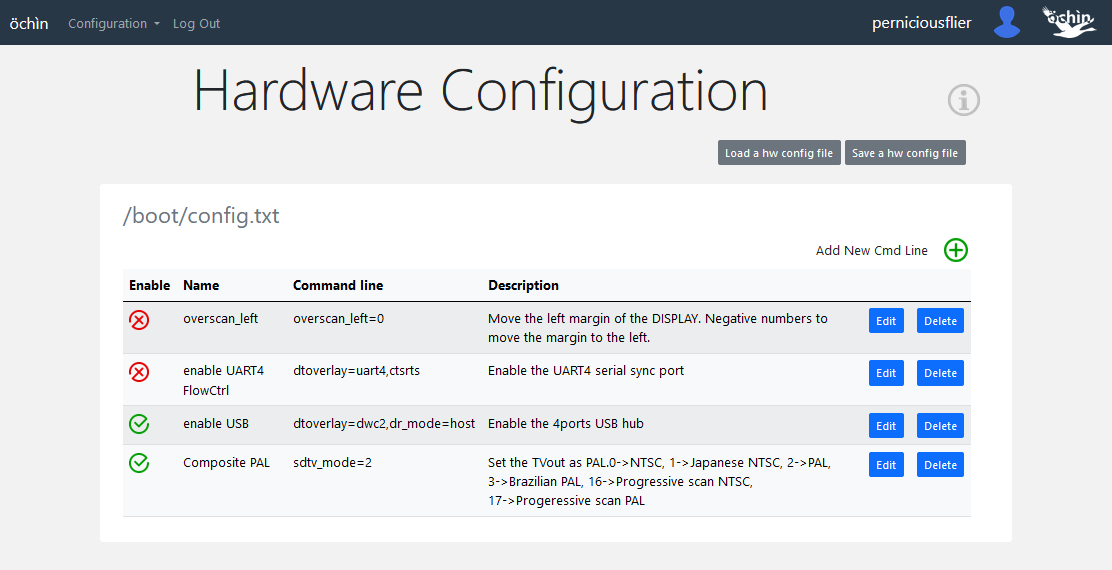 öchìn Configuration Log Out perniciousflier öchìn
Hardware Configuration
Load a hw config file Save a hw config file
/boot/config.txt
Add New Cmd Line
Enable Name Command line Description
overscan_left overscan_left=0 Move the left margin of the DISPLAY. Negative numbers to
move the margin to the left.
Edit Delete
enable UART4
FlowCtrl
dtoverlay=uart4,ctsrts Enable the UART4 serial sync port Edit Delete
enable USB dtoverlay=dwc2,dr_mode=host Enable the 4ports USB hub Edit Delete
Composite PAL sdtv_mode=2 Set the TVout as PAL.0->NTSC, 1->Japanese NTSC, 2->PAL,
3->Brazilian PAL, 16->Progressive scan NTSC,
17->Progeressive scan PAL
Edit Delete